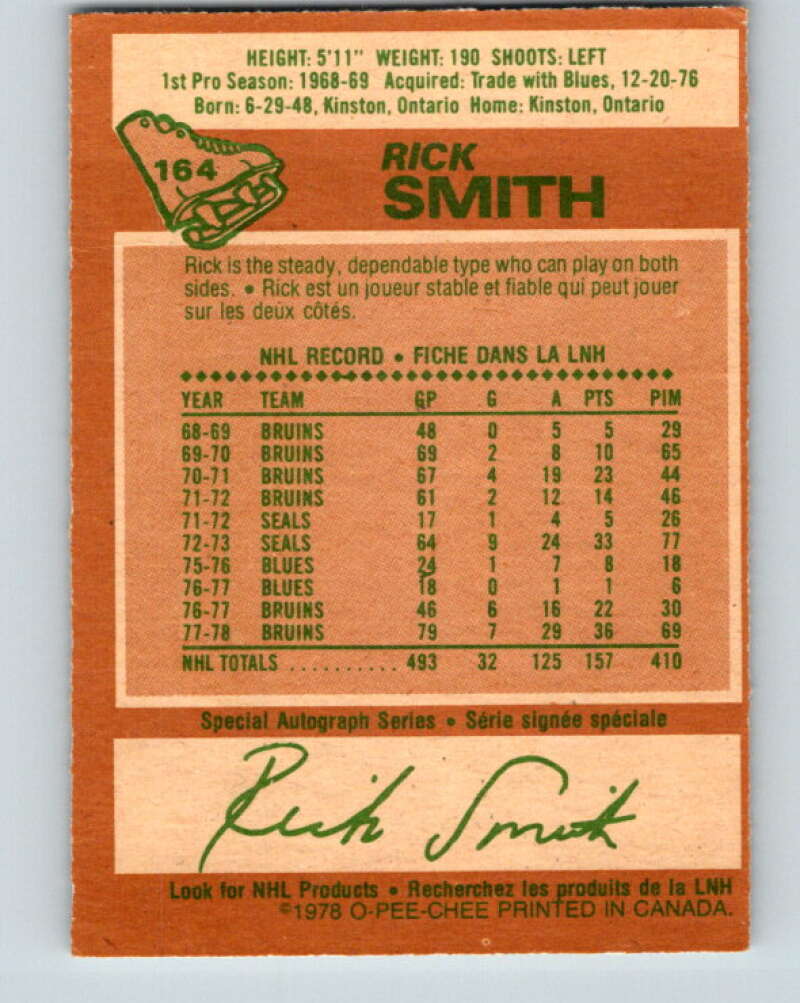 HEIGHT: 5'11" WEIGHT: 190 SHOOTS: LEFT
1st Pro Season: 1968-69 Acquired: Trade with Blues, 12-20-76
Born: 6-29-48, Kinston, Ontario Home: Kinston, Ontario
164
RICK
SMITH
Rick is the steady, dependable type who can play on both
sides. • Rick est un joueur stable et fiable qui peut jouer
sur les deux côtés.
NHL RECORD • FICHE DANS LA LNH
YEAR TEAM GP G A PTS PIM
68-69 BRUINS 48 0 5 5 29
69-70 BRUINS 69 2 8 10 65
70-71 BRUINS 67 4 19 23 44
71-72 BRUINS 61 2 12 14 46
71-72 SEALS 17 1 4 5 26
72-73 SEALS 64 9 24 33 77
75-76 BLUES 24 1 7 8 18
76-77 BLUES 18 0 1 1 6
76-77 BRUINS 46 6 16 22 30
77-78 BRUINS 79 7 29 36 69
NHL TOTALS .......... 493 32 125 157 410
Special Autograph Series • Série signée spéciale
Rick Smith
Look for NHL Products • Recherchez les produits de la LNH
©1978 O-PEE-CHEE PRINTED IN CANADA.